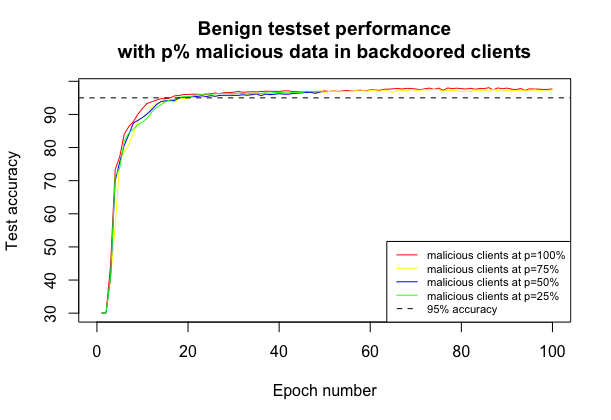 Benign testset performance
with p% malicious data in backdoored clients
Test accuracy
90
80
70
60
50
40
30
malicious clients at p=100%
malicious clients at p=75%
malicious clients at p=50%
malicious clients at p=25%
95% accuracy
0 20 40 60 80 100
Epoch number